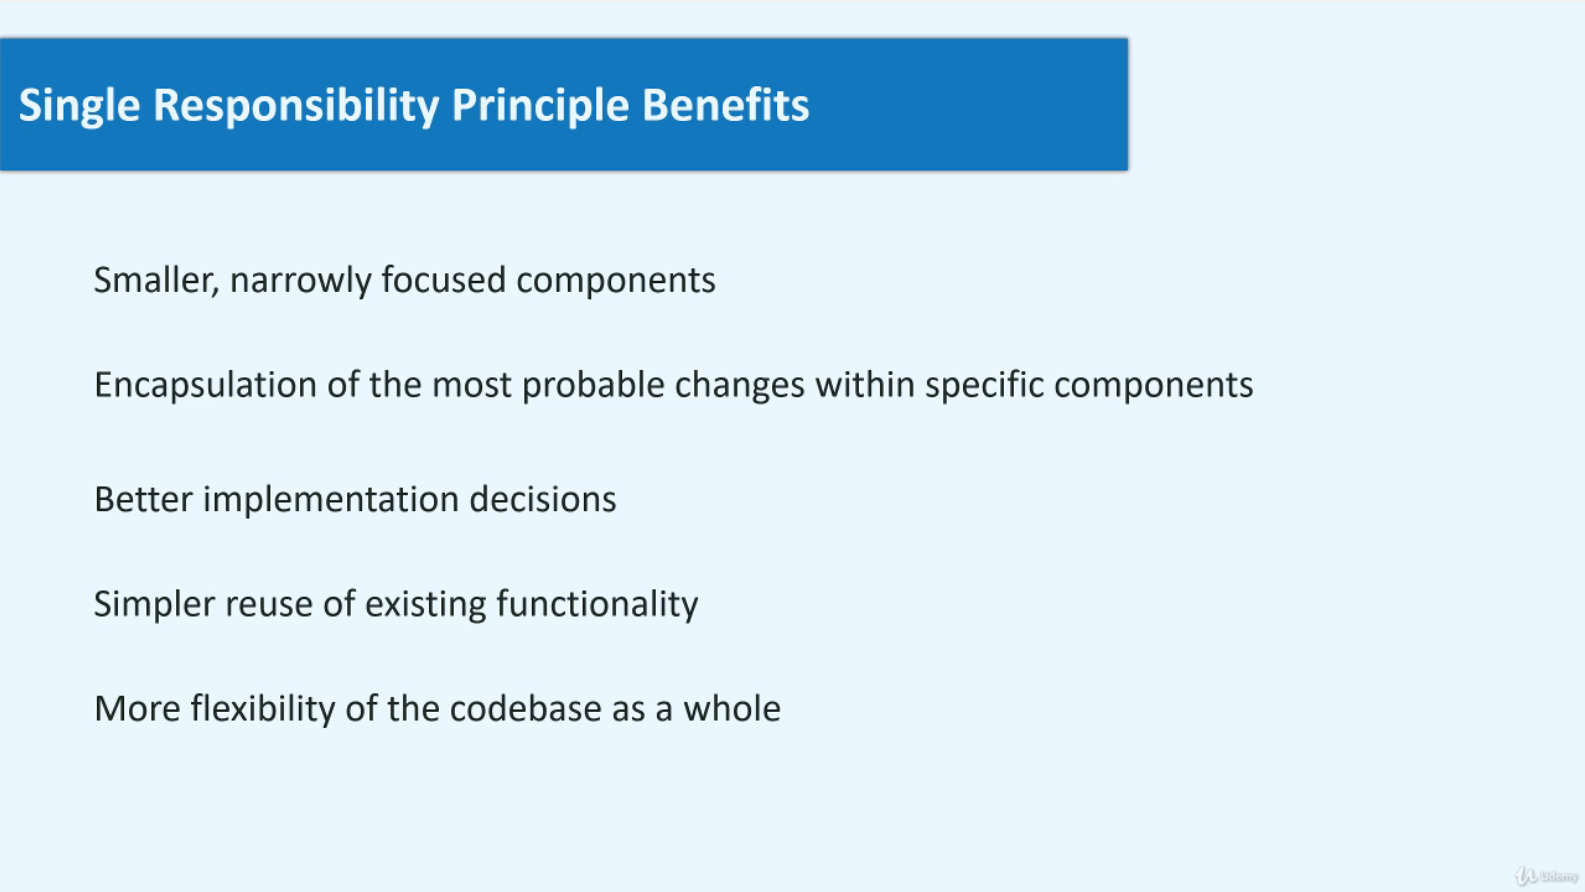 Single Responsibility Principle Benefits
Smaller, narrowly focused components
Encapsulation of the most probable changes within specific components
Better implementation decisions
Simpler reuse of existing functionality
More flexibility of the codebase as a whole
Udemy